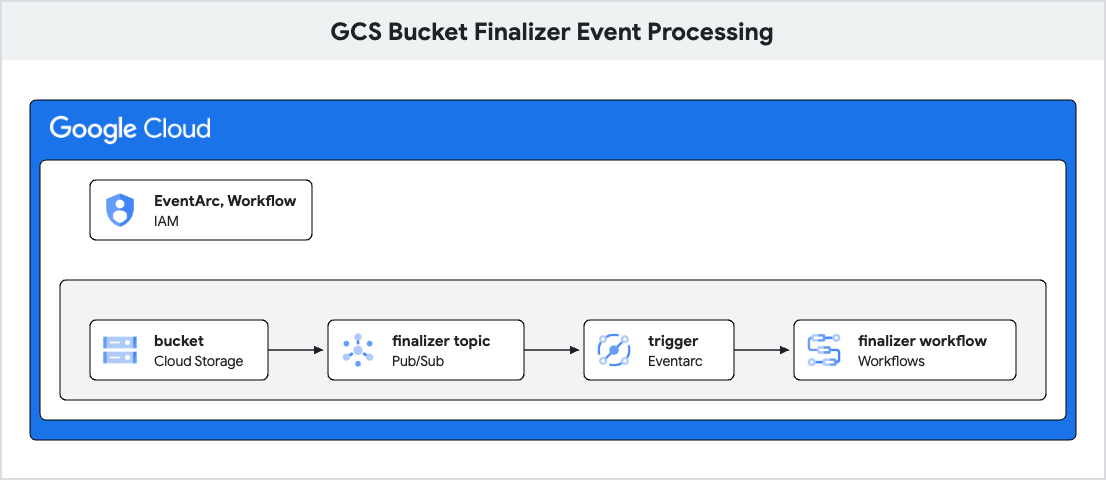 GCS Bucket Finalizer Event Processing
Google Cloud
EventArc, Workflow
IAM
bucket
Cloud Storage
finalizer topic
Pub/Sub
trigger
Eventarc
finalizer workflow
Workflows